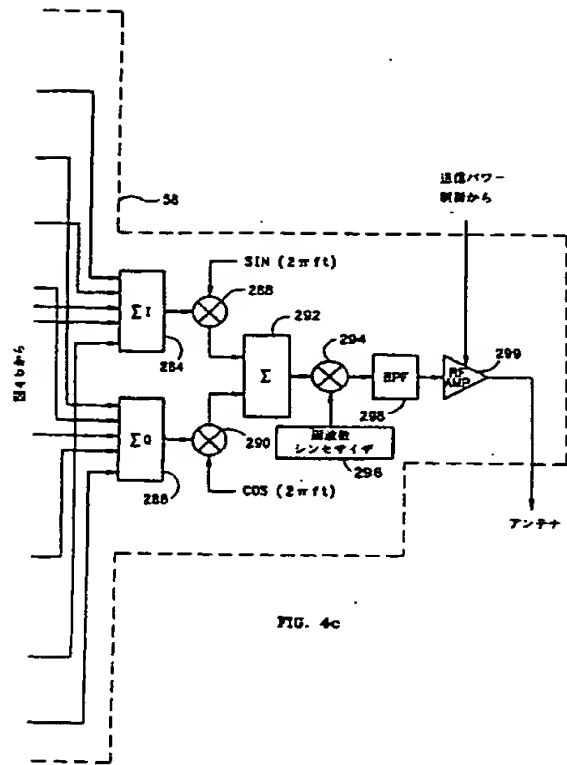 58
送信パワー
制御から
SIN (2πft)
288
ΣI
284
292
Σ
294
BPF
298
RF
AMP
299
図4bから
ΣQ
286
290
周波数
シンセサイザ
296
COS (2πft)
アンテナ
FIG. 4c